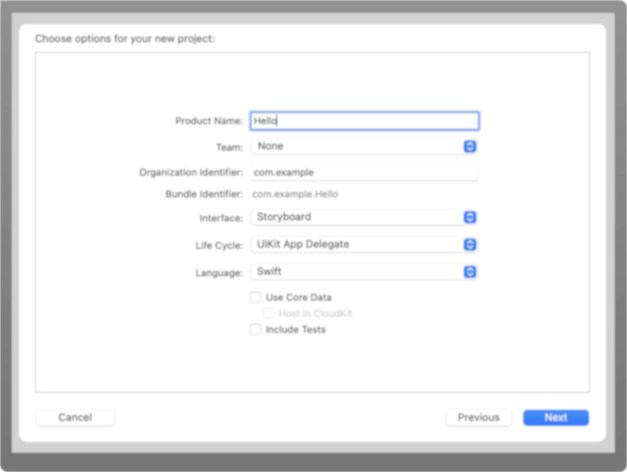 Choose options for your new project:
Product Name: Hello
Team: None
Organization Identifier: com.example
Bundle Identifier: com.example.Hello
Interface: Storyboard
Life Cycle: UIKit App Delegate
Language: Swift
Use Core Data
Host in CloudKit
Include Tests
Cancel Previous Next